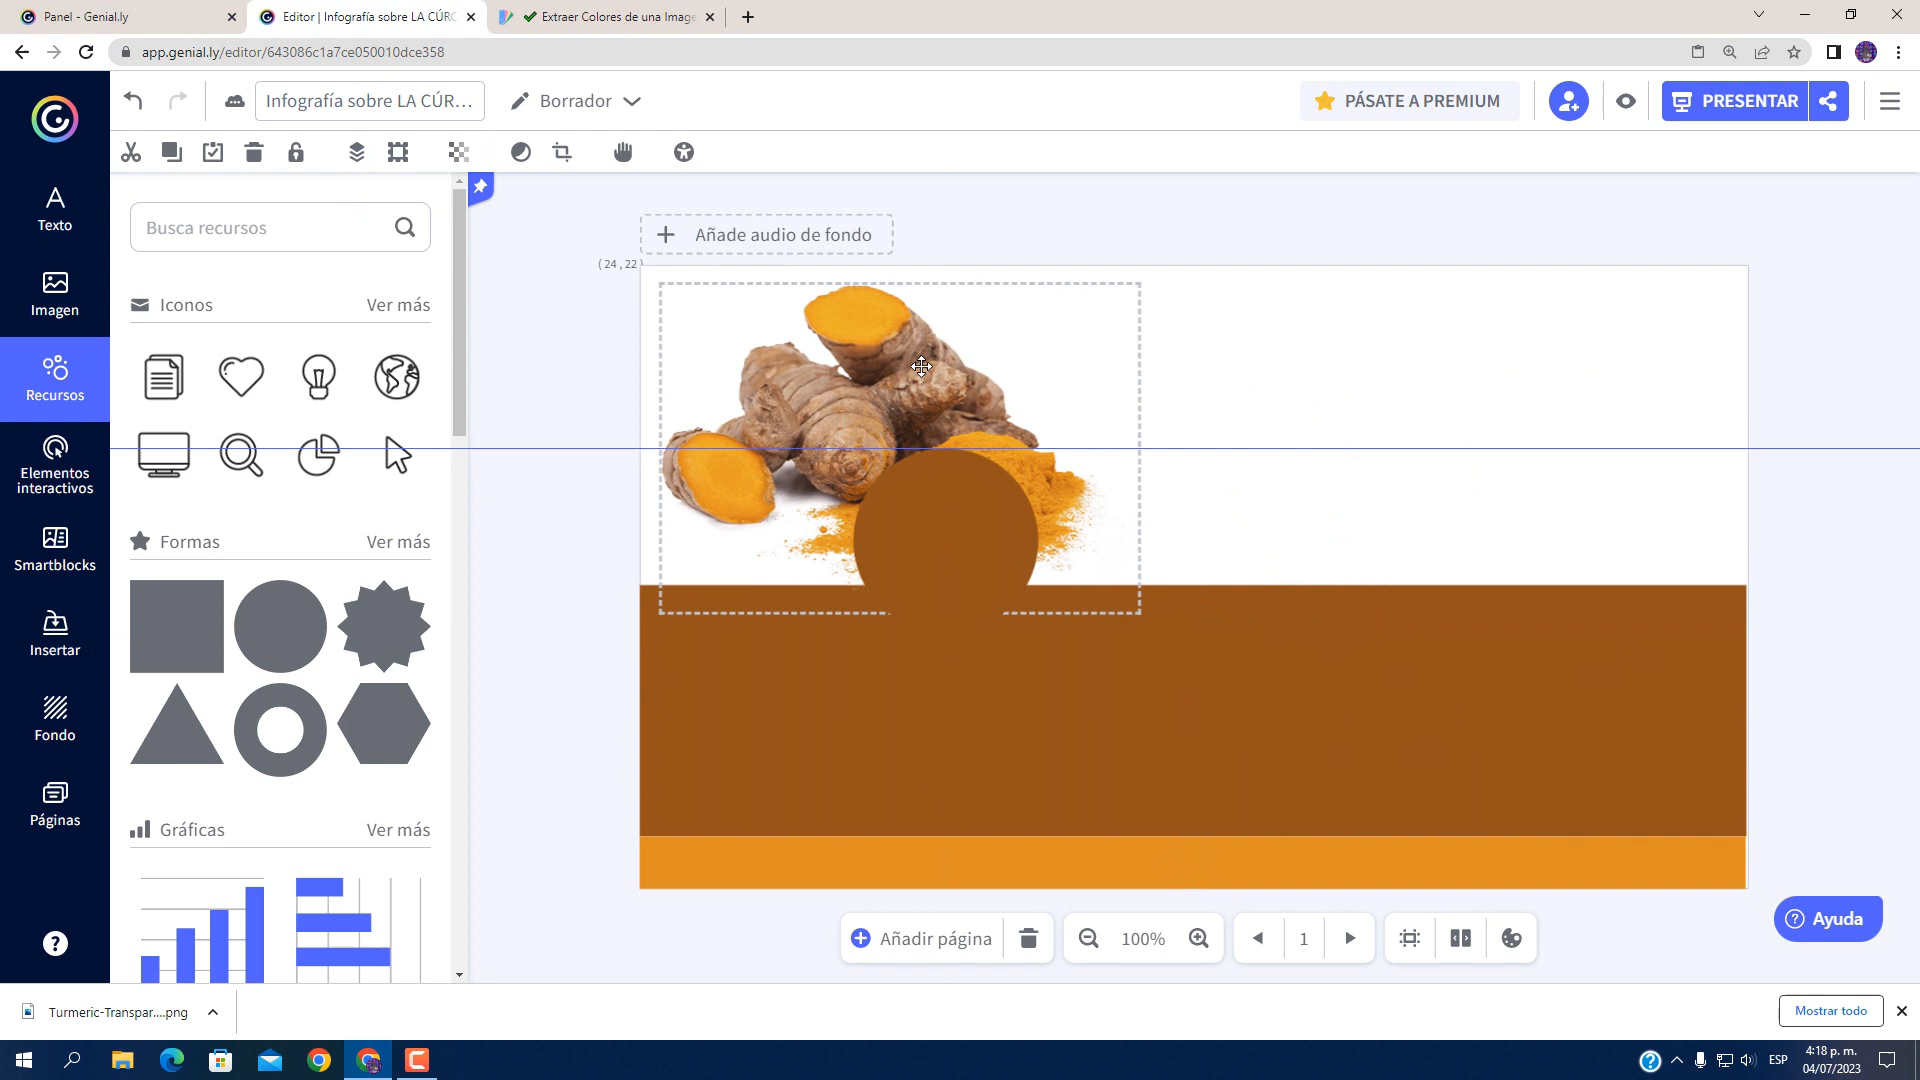 Panel - Genial.ly
Editor | Infografía sobre LA CÚRC
Extraer Colores de una Image
app.genial.ly/editor/643086c1a7ce050010dce358
Infografía sobre LA CÚR...
Borrador
PÁSATE A PREMIUM
PRESENTAR
Texto
Imagen
Recursos
Elementos
interactivos
Smartblocks
Insertar
Fondo
Páginas
Busca recursos
Iconos
Ver más
Formas
Ver más
Gráficas
Ver más
Añade audio de fondo
( 24 , 22 )
Añadir página
100%
1
Ayuda
Turmeric-Transpar....png
Mostrar todo
ESP
4:18 p. m.
04/07/2023